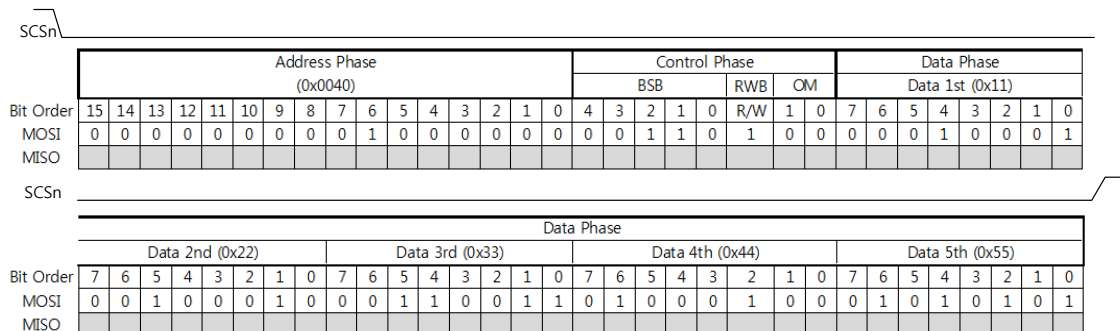 SCSn
Address Phase Control Phase Data Phase
(0x0040) BSB RWB OM Data 1st (0x11)
Bit Order 15 14 13 12 11 10 9 8 7 6 5 4 3 2 1 0 4 3 2 1 0 R/W 1 0 7 6 5 4 3 2 1 0
MOSI 0 0 0 0 0 0 0 0 0 1 0 0 0 0 0 0 0 0 1 1 0 1 0 0 0 0 0 1 0 0 0 1
MISO
SCSn
Data Phase
Data 2nd (0x22) Data 3rd (0x33) Data 4th (0x44) Data 5th (0x55)
Bit Order 7 6 5 4 3 2 1 0 7 6 5 4 3 2 1 0 7 6 5 4 3 2 1 0 7 6 5 4 3 2 1 0
MOSI 0 0 1 0 0 0 1 0 0 0 1 1 0 0 1 1 0 1 0 0 0 1 0 0 0 1 0 1 0 1 0 1
MISO